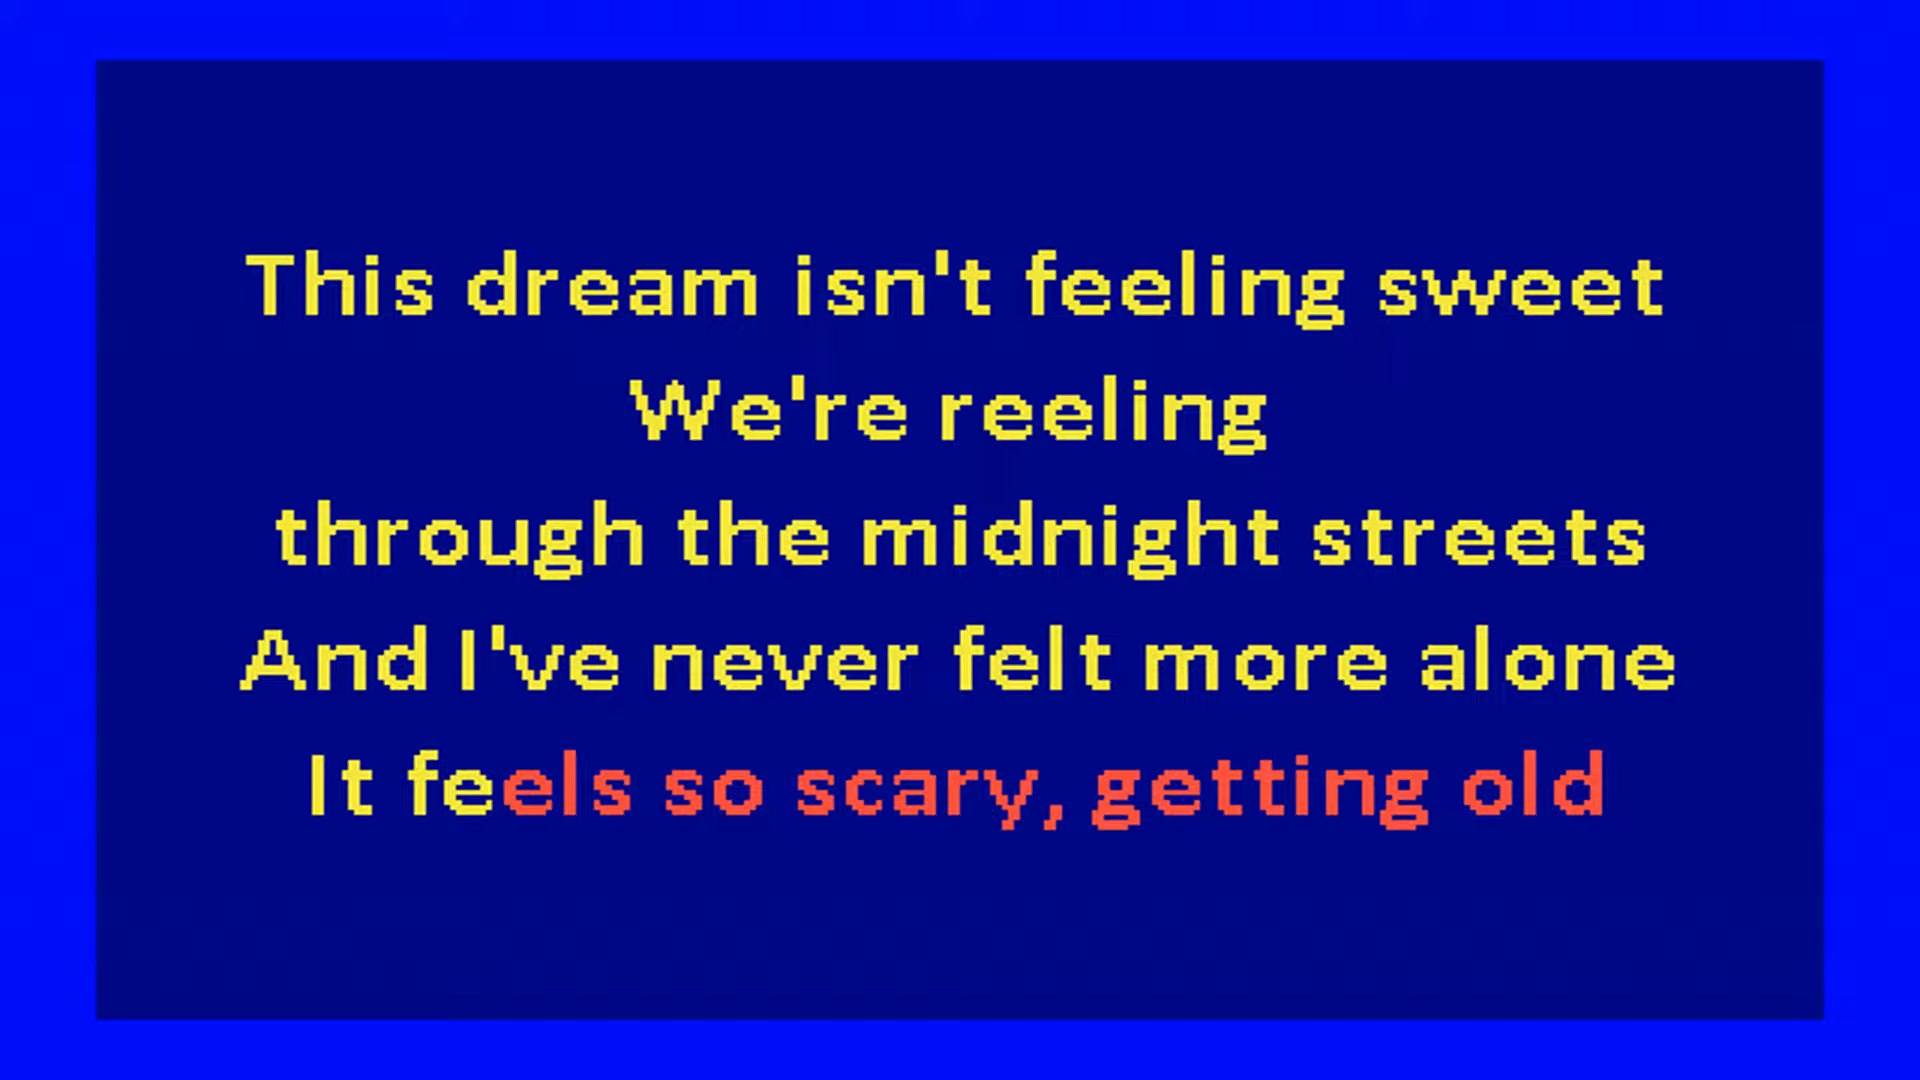 This dream isn't feeling sweet
We're reeling
through the midnight streets
And I've never felt more alone
It feels so scary, getting old